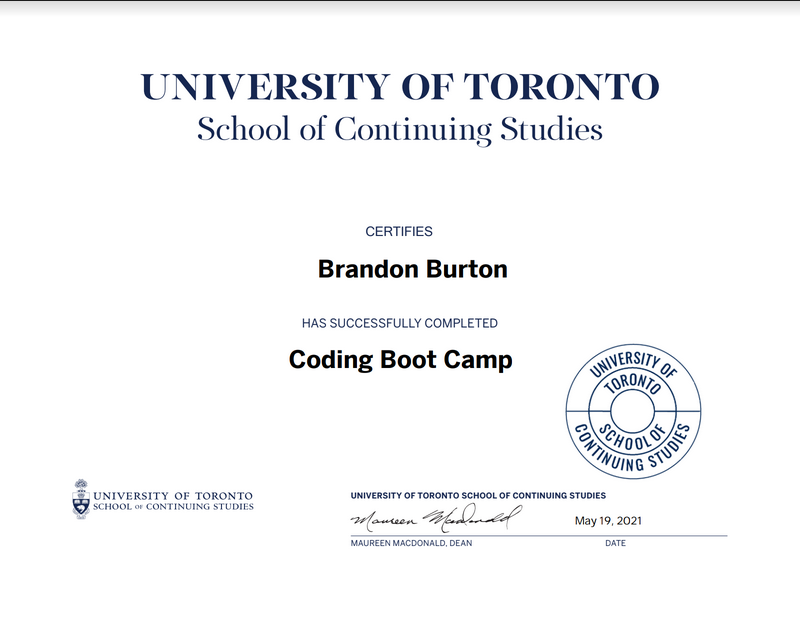 UNIVERSITY OF TORONTO
School of Continuing Studies
CERTIFIES
Brandon Burton
HAS SUCCESSFULLY COMPLETED
Coding Boot Camp
UNIVERSITY OF
TORONTO
SCHOOL OF
CONTINUING STUDIES
UNIVERSITY OF TORONTO
SCHOOL OF CONTINUING STUDIES
UNIVERSITY OF TORONTO SCHOOL OF CONTINUING STUDIES
Maureen Macdonald
May 19, 2021
MAUREEN MACDONALD, DEAN
DATE